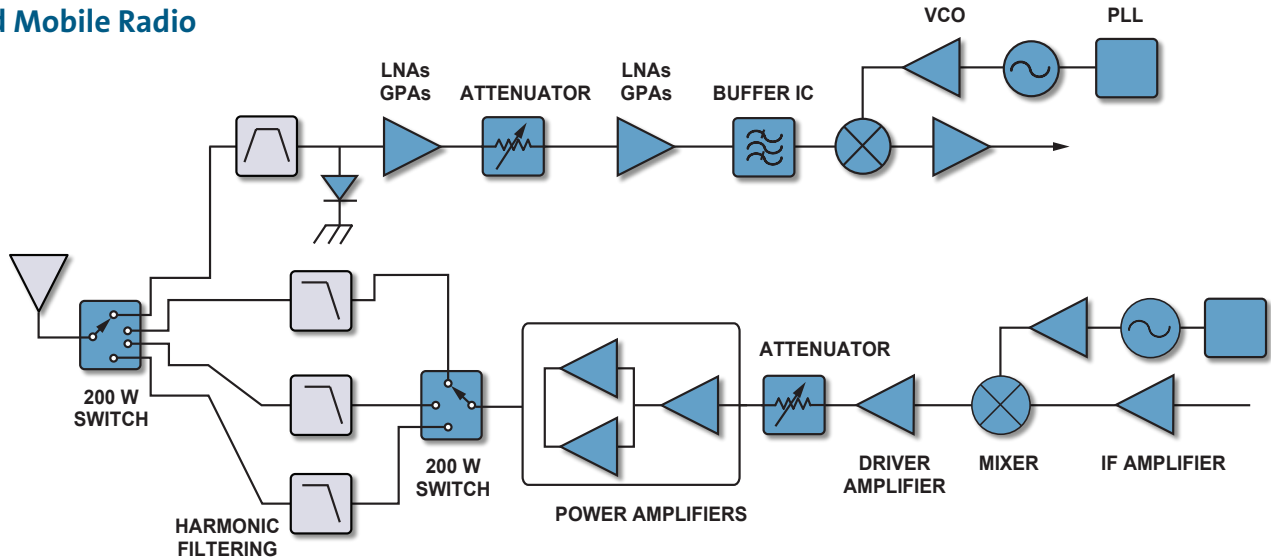 d Mobile Radio
VCO
PLL
LNAs
GPAs
ATTENUATOR
LNAs
GPAs
BUFFER IC
200 W
SWITCH
HARMONIC
FILTERING
200 W
SWITCH
POWER AMPLIFIERS
ATTENUATOR
DRIVER
AMPLIFIER
MIXER
IF AMPLIFIER